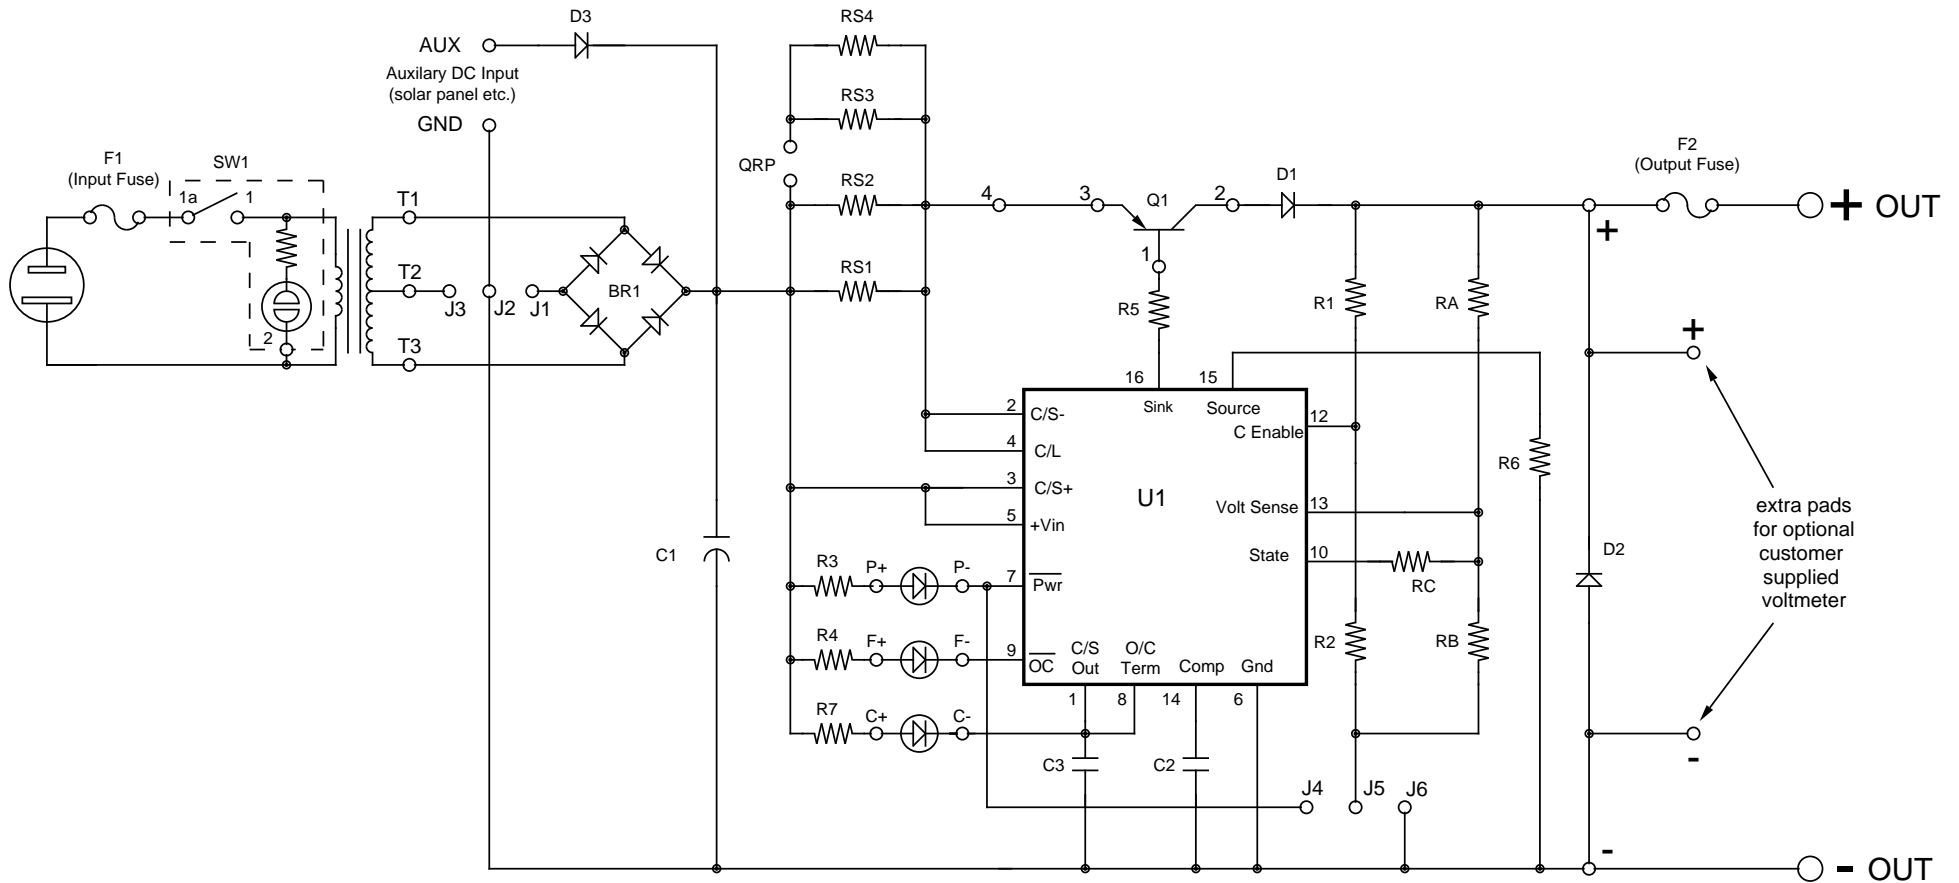 D3
RS4
AUX
Auxilary DC Input
(solar panel etc.)
GND
RS3
F1
(Input Fuse)
SW1
1a
1
QRP
RS2
4
3
Q1
2
D1
F2
(Output Fuse)
+ OUT
+
T1
1
T2
J3
J2
J1
BR1
RS1
R5
R1
RA
2
T3
+
16
15
Sink
Source
2
C/S-
12
C Enable
4
C/L
R6
3
C/S+
U1
5
+Vin
13
Volt Sense
extra pads
for optional
customer
supplied
voltmeter
C1
10
State
RC
D2
R3
P+
P-
7
Pwr
R4
F+
F-
9
OC
C/S
Out
O/C
Term
Comp
Gnd
R2
RB
1
8
14
6
R7
C+
C-
C3
C2
-
J4
J5
J6
-
- OUT